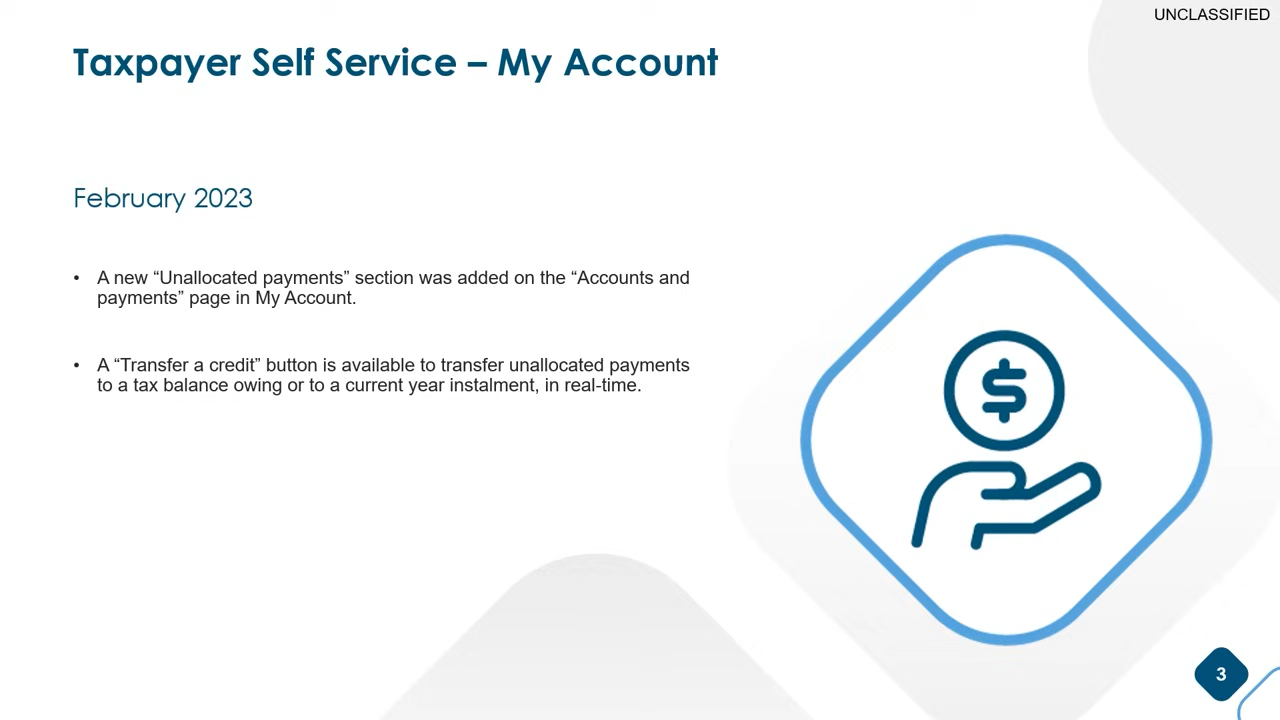 UNCLASSIFIED
Taxpayer Self Service – My Account
February 2023
• A new “Unallocated payments” section was added on the “Accounts and
payments” page in My Account.
• A “Transfer a credit” button is available to transfer unallocated payments
to a tax balance owing or to a current year instalment, in real-time.
$
3